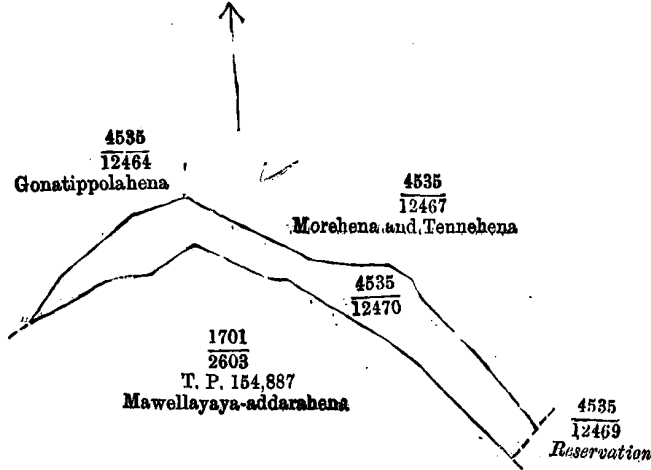 4535
12464
Gonatippolahena
4535
12467
Morehena and Tennehena
4535
12470
1701
2603
T. P. 154,887
Mawellayaya-addarahena
4535
12469
Reservation